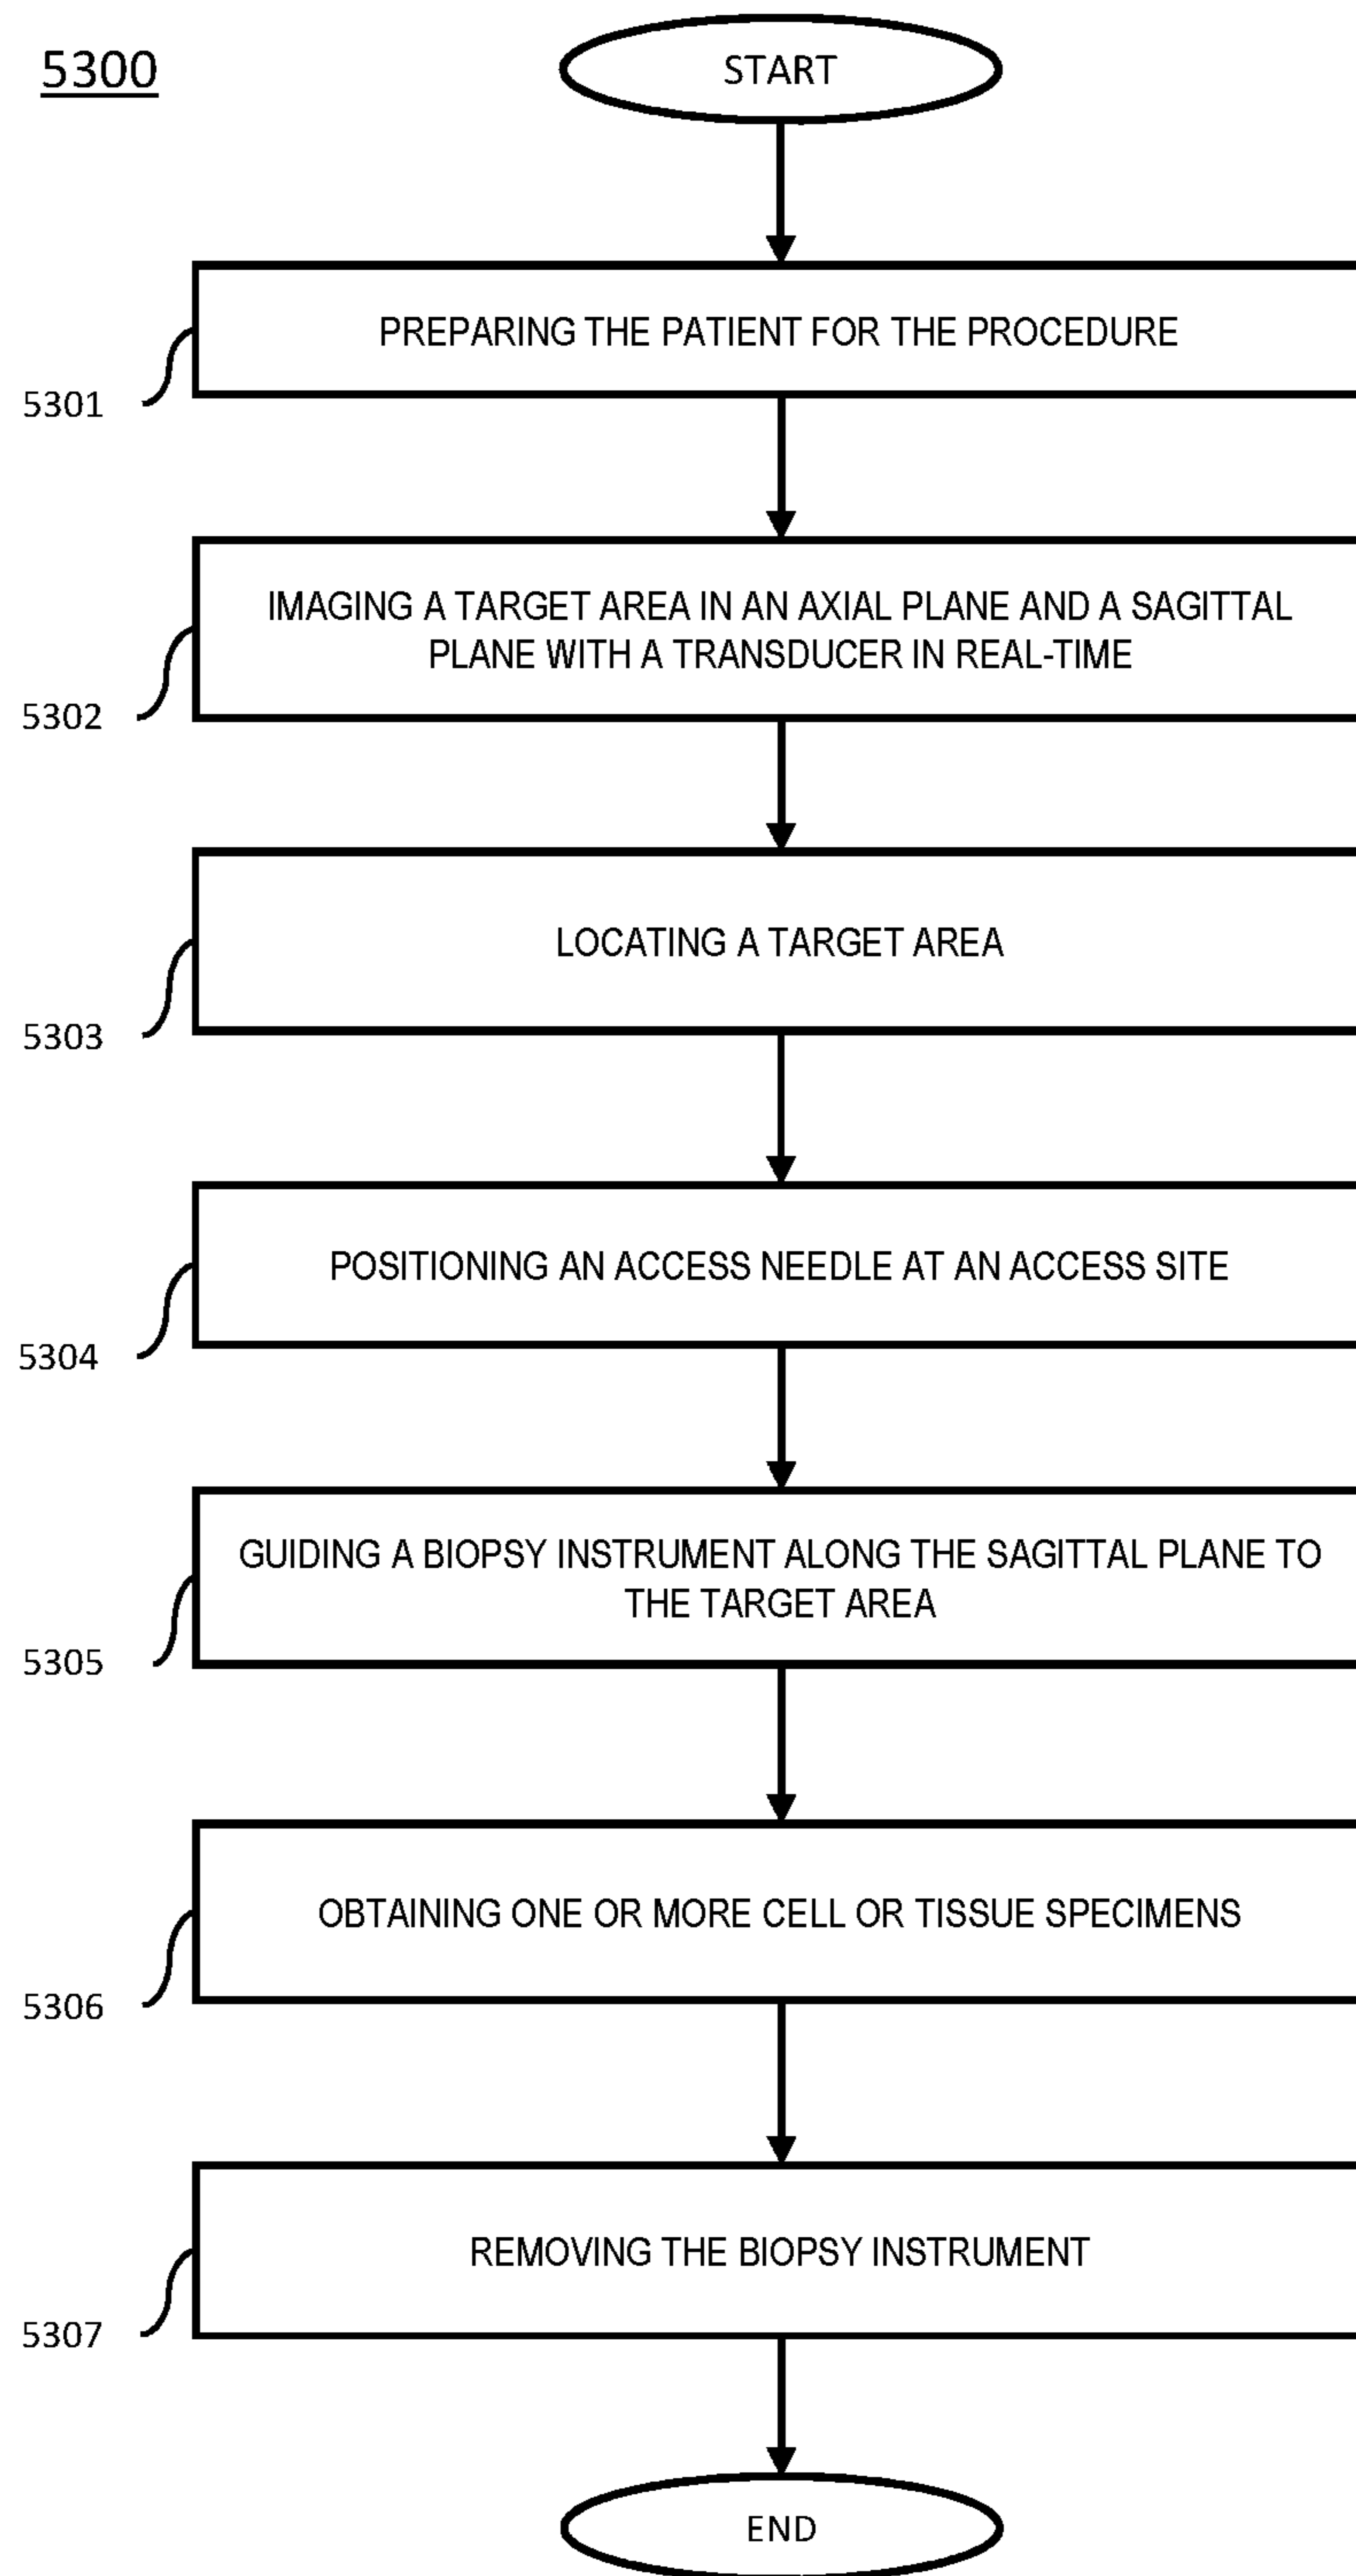 5300
START
PREPARING THE PATIENT FOR THE PROCEDURE
5301
IMAGING A TARGET AREA IN AN AXIAL PLANE AND A SAGITTAL
PLANE WITH A TRANSDUCER IN REAL-TIME
5302
LOCATING A TARGET AREA
5303
POSITIONING AN ACCESS NEEDLE AT AN ACCESS SITE
5304
GUIDING A BIOPSY INSTRUMENT ALONG THE SAGITTAL PLANE TO
THE TARGET AREA
5305
OBTAINING ONE OR MORE CELL OR TISSUE SPECIMENS
5306
REMOVING THE BIOPSY INSTRUMENT
5307
END